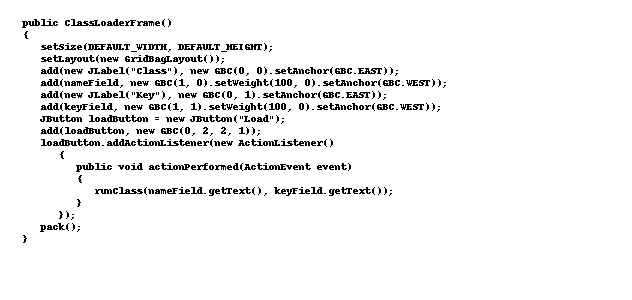 public ClassLoaderFrame()
{
setSize(DEFAULT_WIDTH, DEFAULT_HEIGHT);
setLayout(new GridBagLayout());
add(new JLabel("Class"), new GBC(0, 0).setAnchor(GBC.EAST));
add(nameField, new GBC(1, 0).setWeight(100, 0).setAnchor(GBC.WEST));
add(new JLabel("Key"), new GBC(0, 1).setAnchor(GBC.EAST));
add(keyField, new GBC(1, 1).setWeight(100, 0).setAnchor(GBC.WEST));
JButton loadButton = new JButton("Load");
add(loadButton, new GBC(0, 2, 2, 1));
loadButton.addActionListener(new ActionListener()
{
public void actionPerformed(ActionEvent event)
{
runClass(nameField.getText(), keyField.getText());
}
});
pack();
}